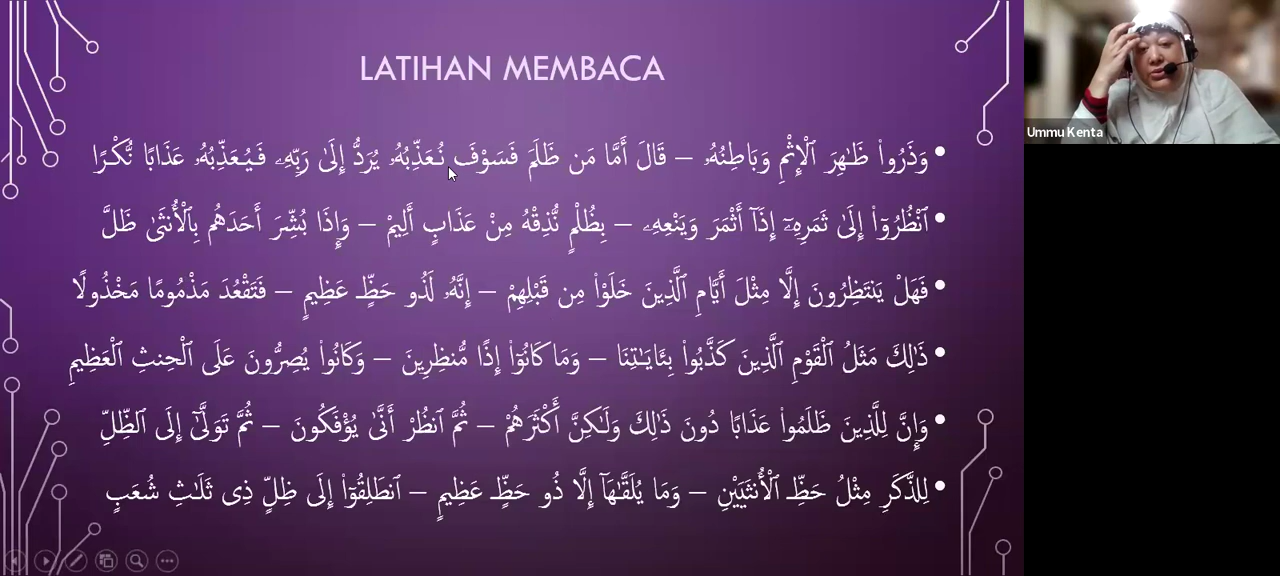 LATIHAN MEMBACA
وَذَرُواْ ظَـٰهِرَ ٱلْإِثْمِ وَبَاطِنَهُۥ – قَالَ أَمَّا مَن ظَلَمَ فَسَوْفَ نُعَذِّبُهُۥ ثُمَّ يُرَدُّ إِلَىٰ رَبِّهِۦ فَيُعَذِّبُهُۥ عَذَابًا نُّكْرًا
ٱنْظُرُوٓاْ إِلَىٰ ثَمَرِهِۦٓ إِذَآ أَثْمَرَ وَيَنْعِهِۦ – بِظُلْمٍ نُّذِقْهُ مِنْ عَذَابٍ أَلِيمْ – وَإِذَا بُشِّرَ أَحَدُهُم بِٱلْأُنثَىٰ ظَلَّ
فَهَلْ يَنتَظِرُونَ إِلَّا مِثْلَ أَيَّامِ ٱلَّذِينَ خَلَوْاْ مِن قَبْلِهِمْ – إِنَّهُۥ لَذُو حَظٍّ عَظِيمٍ – فَتَقْعُدَ مَذْمُومًا مَخْذُولًا
ذَٰلِكَ مَثَلُ ٱلْقَوْمِ ٱلَّذِينَ كَذَّبُواْ بِـَٔايَـٰتِنَا – وَمَا كَانُوٓاْ إِذًا مُّنظَرِينَ – وَكَانُواْ يُصِرُّونَ عَلَى ٱلْحِنثِ ٱلْعَظِيمِ
وَإِنَّ لِلَّذِينَ ظَلَمُواْ عَذَابًا دُونَ ذَٰلِكَ وَلَـٰكِنَّ أَكْثَرَهُمْ – ثُمَّ ٱنظُرْ أَنَّىٰ يُؤْفَكُونَ – ثُمَّ تَوَلَّىٰٓ إِلَى ٱلظِّلِّ
لِلذَّكَرِ مِثْلُ حَظِّ ٱلْأُنثَيَيْنِ – وَمَا يُلَقَّىٰهَآ إِلَّا ذُو حَظٍّ عَظِيمٍ – ٱنطَلِقُوٓاْ إِلَىٰ ظِلٍّ ذِى ثَلَـٰثِ شُعَبٍ
Ummu Kenta